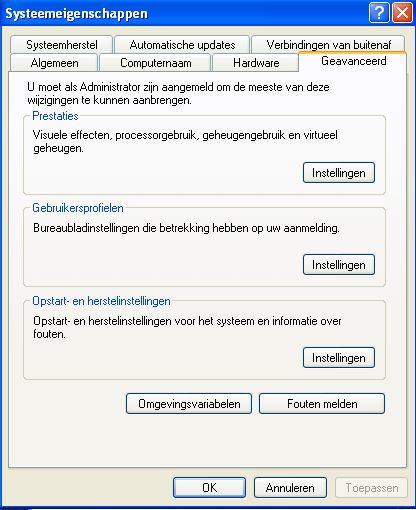 Systeemeigenschappen
Systeemherstel Automatische updates Verbindingen van buitenaf
Algemeen Computernaam Hardware Geavanceerd
U moet als Administrator zijn aangemeld om de meeste van deze
wijzigingen te kunnen aanbrengen.
Prestaties
Visuele effecten, processorgebruik, geheugengebruik en virtueel
geheugen.
Instellingen
Gebruikersprofielen
Bureaubladinstellingen die betrekking hebben op uw aanmelding.
Instellingen
Opstart- en herstelinstellingen
Opstart- en herstelinstellingen voor het systeem en informatie over
fouten.
Instellingen
Omgevingsvariabelen Fouten melden
OK Annuleren Toepassen